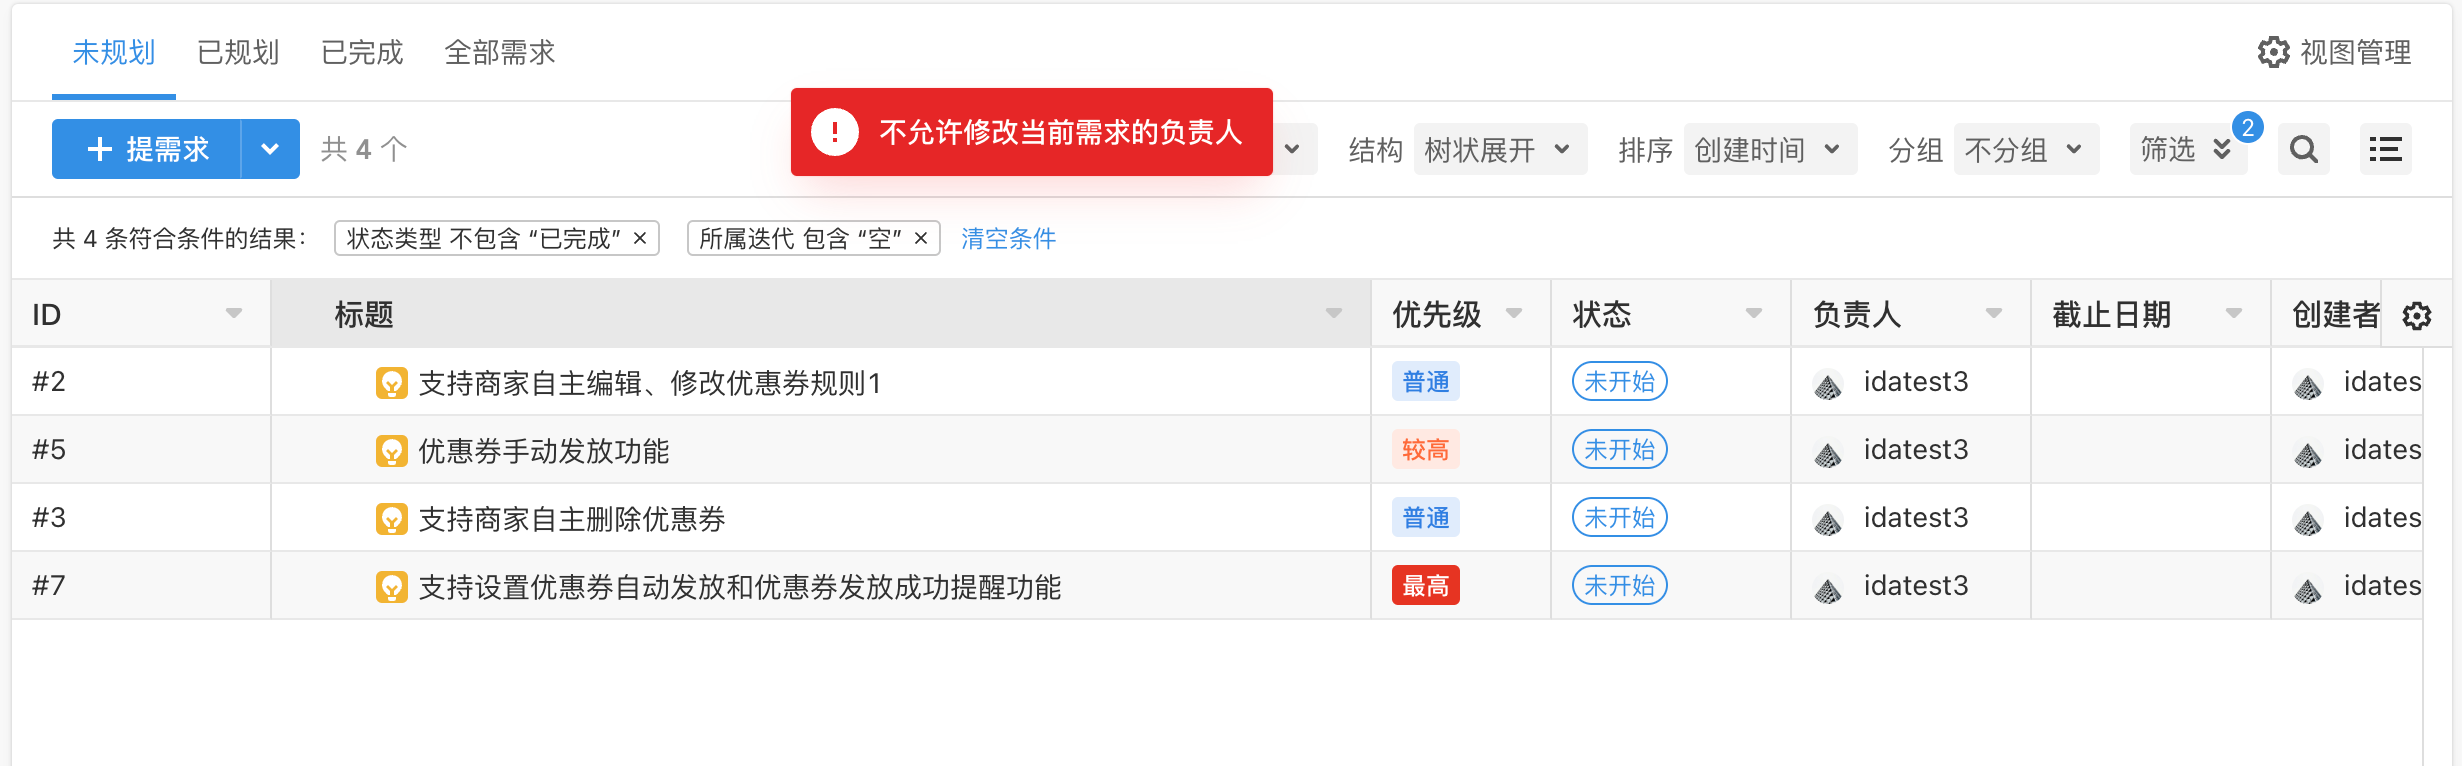 未规划 已规划 已完成 全部需求 视图管理
不允许修改当前需求的负责人
提需求 共 4 个 结构 树状展开 排序 创建时间 分组 不分组 筛选 2
共 4 条符合条件的结果: 状态类型 不包含 “已完成” × 所属迭代 包含 “空” × 清空条件
ID 标题 优先级 状态 负责人 截止日期 创建者
#2 支持商家自主编辑、修改优惠券规则1 普通 未开始 idatest3 idates
#5 优惠券手动发放功能 较高 未开始 idatest3 idates
#3 支持商家自主删除优惠券 普通 未开始 idatest3 idates
#7 支持设置优惠券自动发放和优惠券发放成功提醒功能 最高 未开始 idatest3 idates